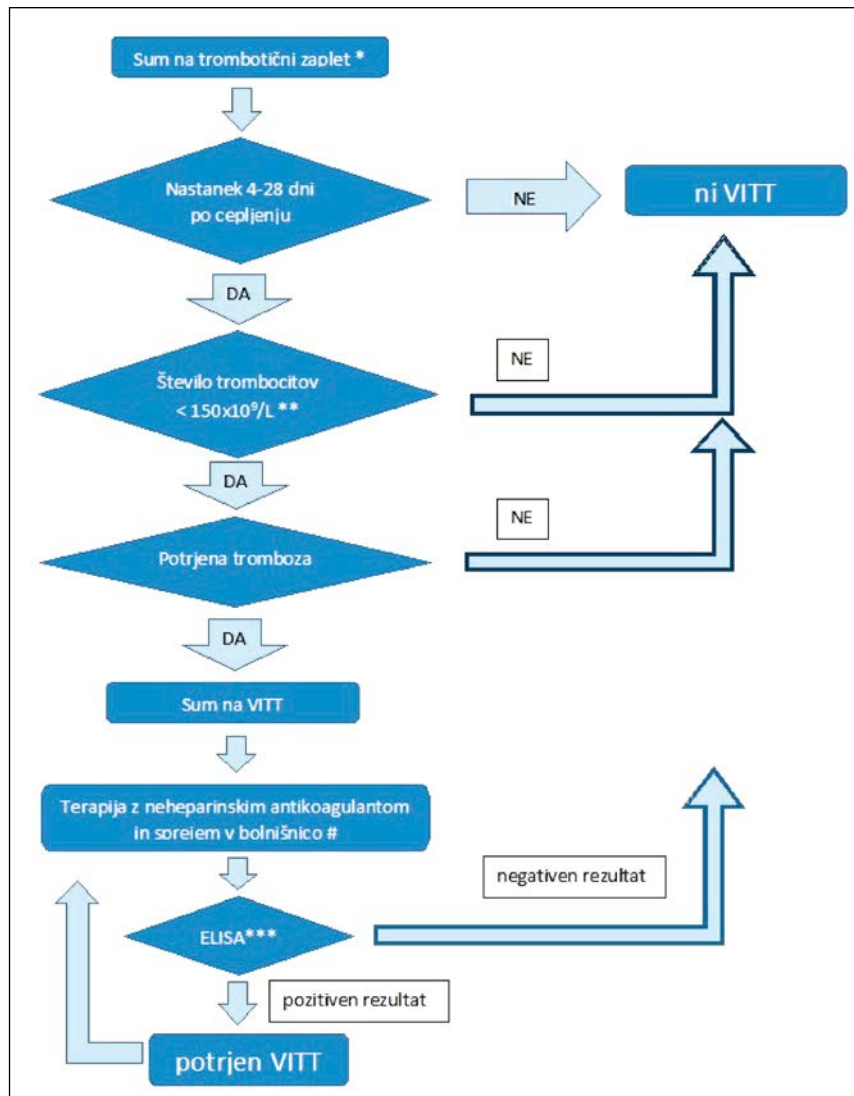 Sum na trombotični zaplet *
Nastanek 4-28 dni
po cepljenju
NE
ni VITT
DA
Število trombocitov
< 150x10⁹/L **
NE
DA
Potrjena tromboza
NE
DA
Sum na VITT
Terapija z neheparinskim antikoagulantom
in sprejem v bolnišnico #
negativen rezultat
ELISA***
pozitiven rezultat
potrjen VITT